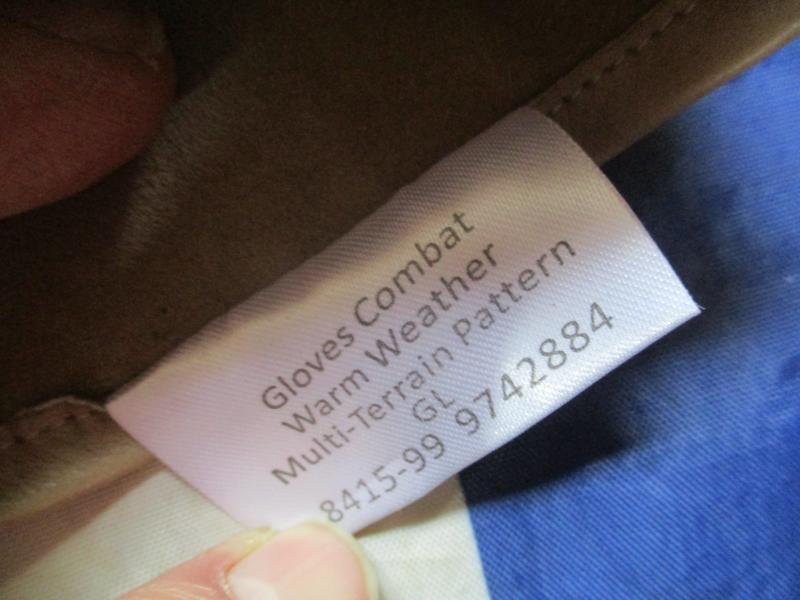 Gloves Combat
Warm Weather
Multi-Terrain Pattern
GL
8415-99 9742884